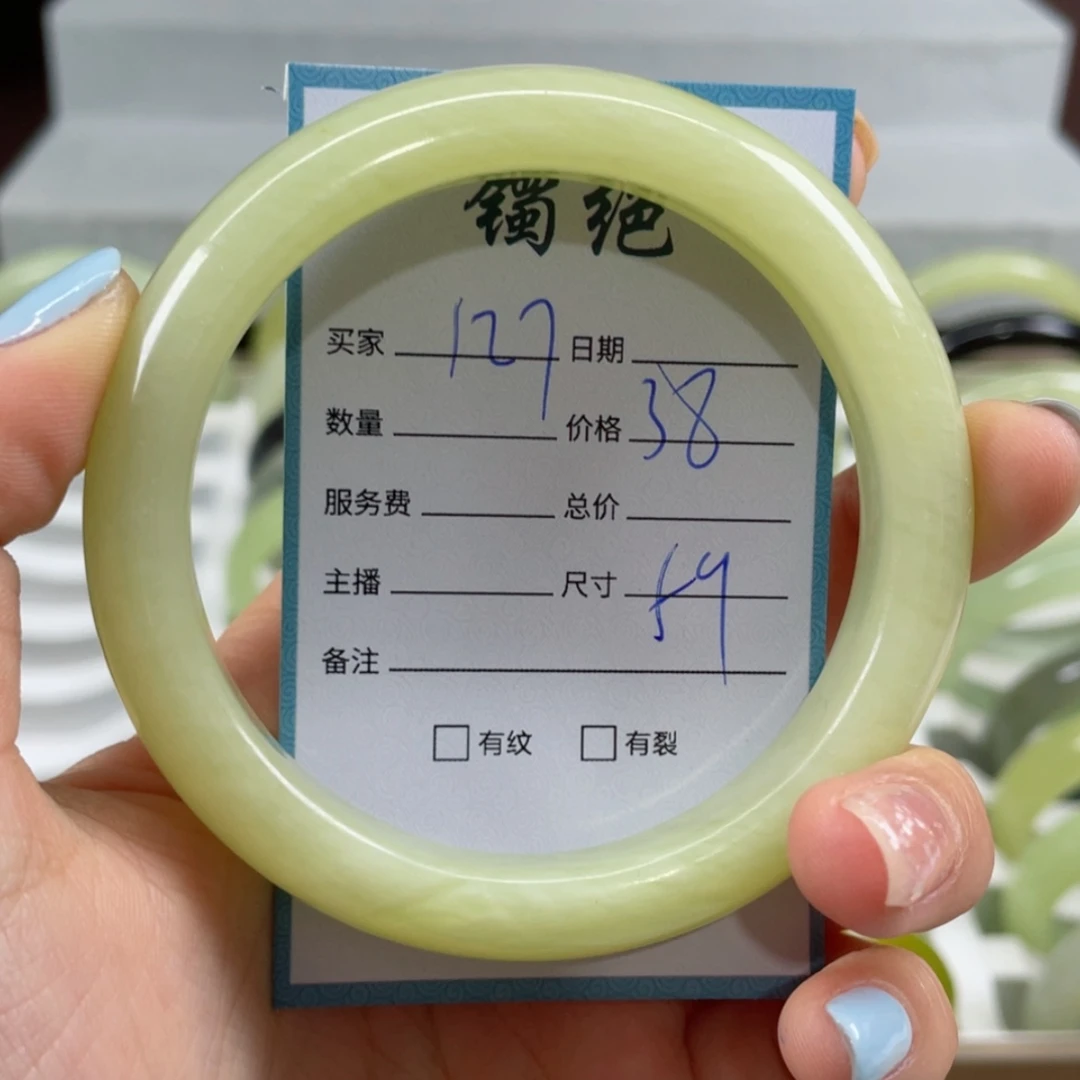 镯绝
买家 127 日期
数量 价格 38
服务费 总价
主播 尺寸 59
备注
□有纹 □有裂